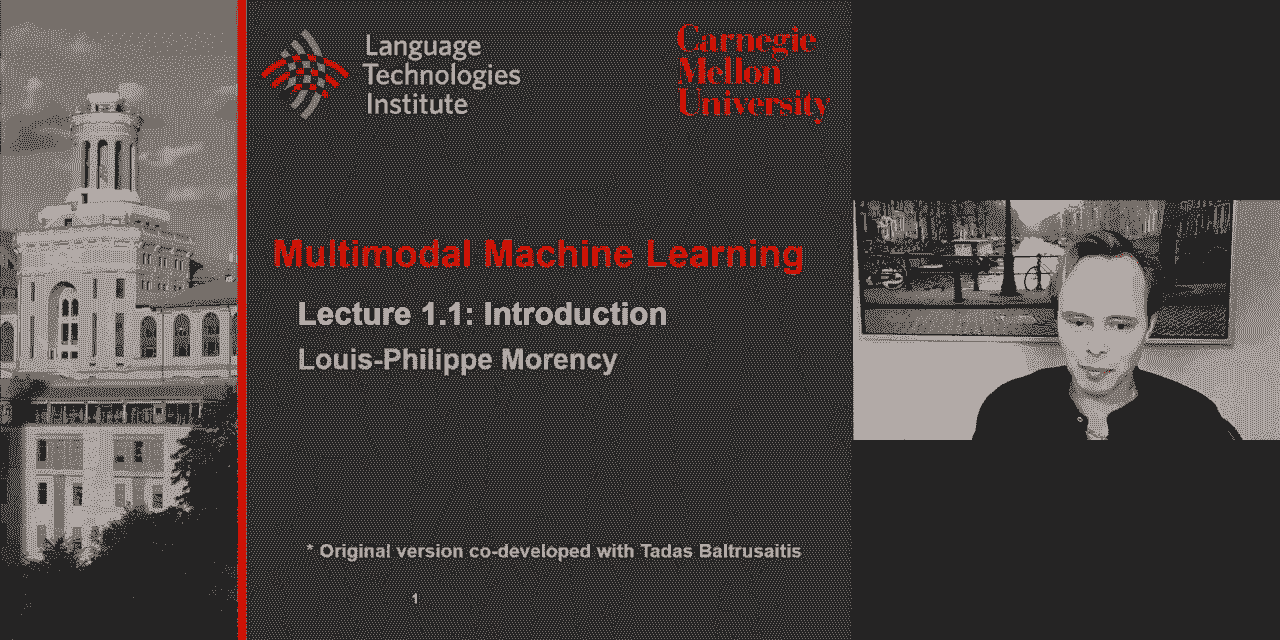 Language
Technologies
Institute
Carnegie
Mellon
University
Multimodal Machine Learning
Lecture 1.1: Introduction
Louis-Philippe Morency
* Original version co-developed with Tadas Baltrusaitis
1